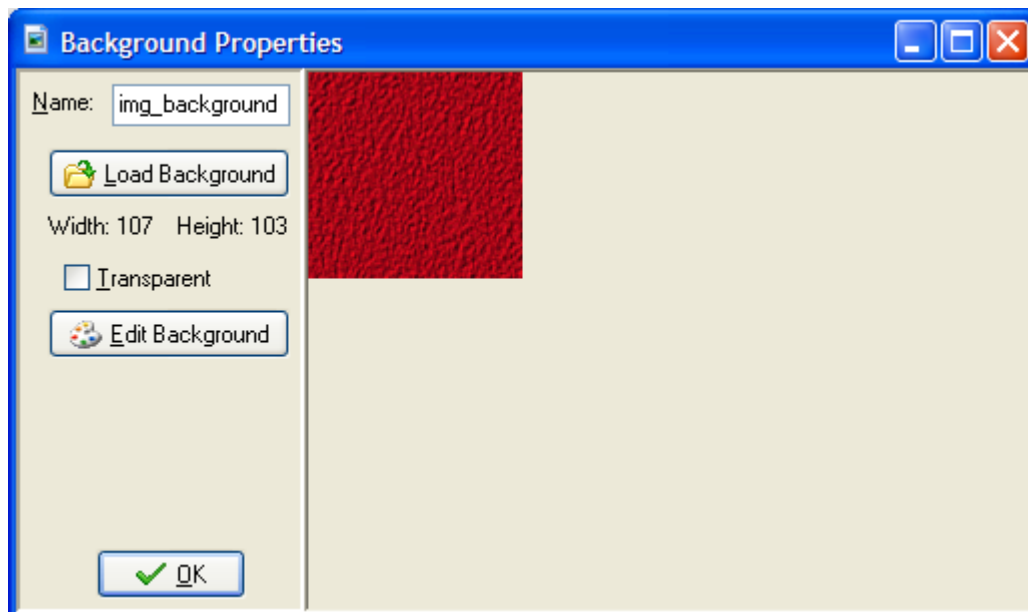 Background Properties
Name: img_background
Load Background
Width: 107 Height: 103
Transparent
Edit Background
OK